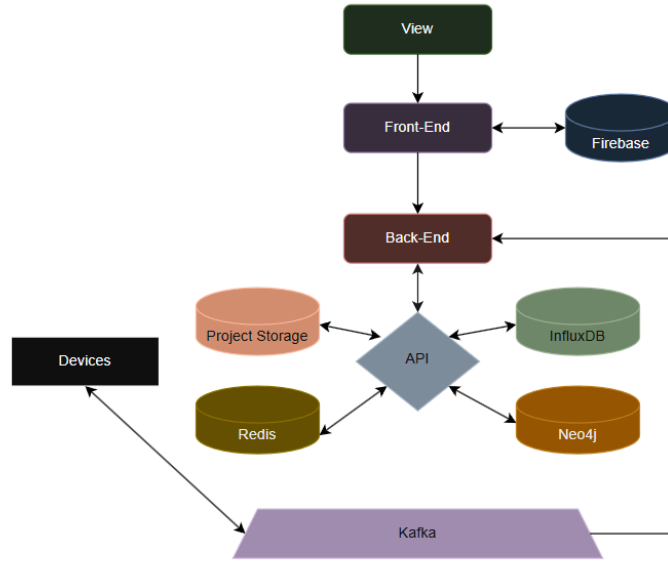 View
Front-End
Firebase
Back-End
Project Storage
InfluxDB
API
Devices
Redis
Neo4j
Kafka